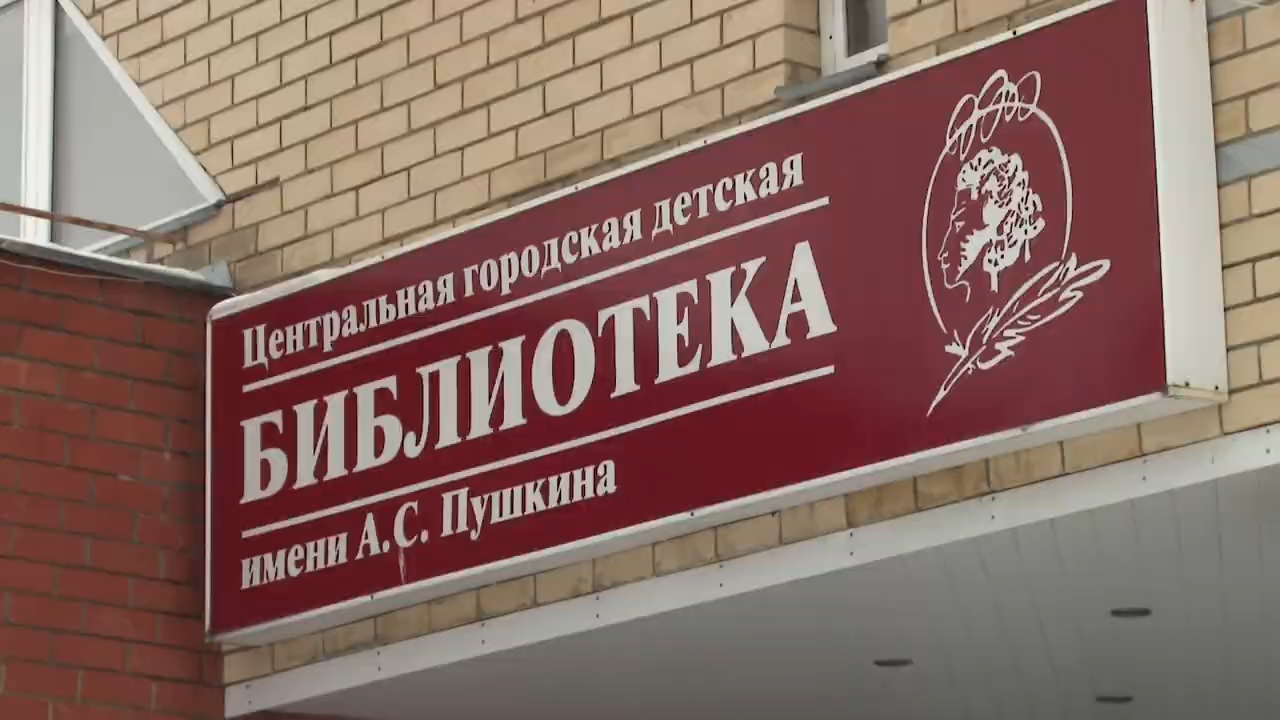 Центральная городская детская
БИБЛИОТЕКА
имени А.С. Пушкина